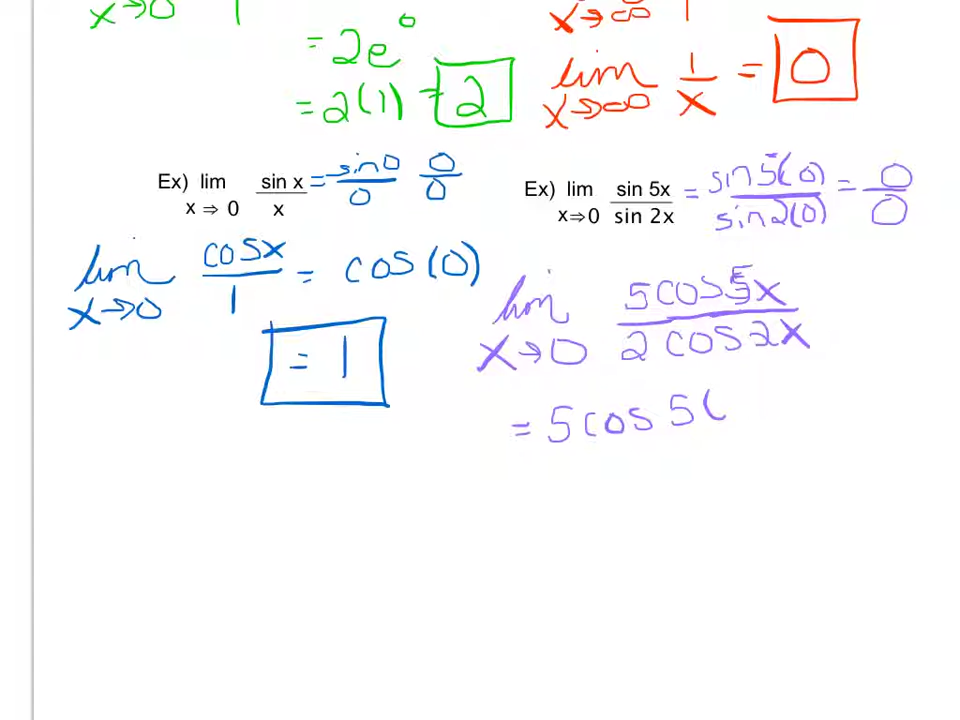 x→0 1
= 2e⁰
= 2(1) = 2
x→∞ 1
lim 1/x = 0
x→∞
Ex) lim sin x / x = sin 0 / 0 0/0
x ⇒ 0
lim cos x / 1 = cos(0)
x→0
= 1
Ex) lim sin 5x / sin 2x = sin 5(0) / sin 2(0) = 0/0
x⇒0
lim 5cos 5x / 2cos 2x
x→0
= 5cos 5(